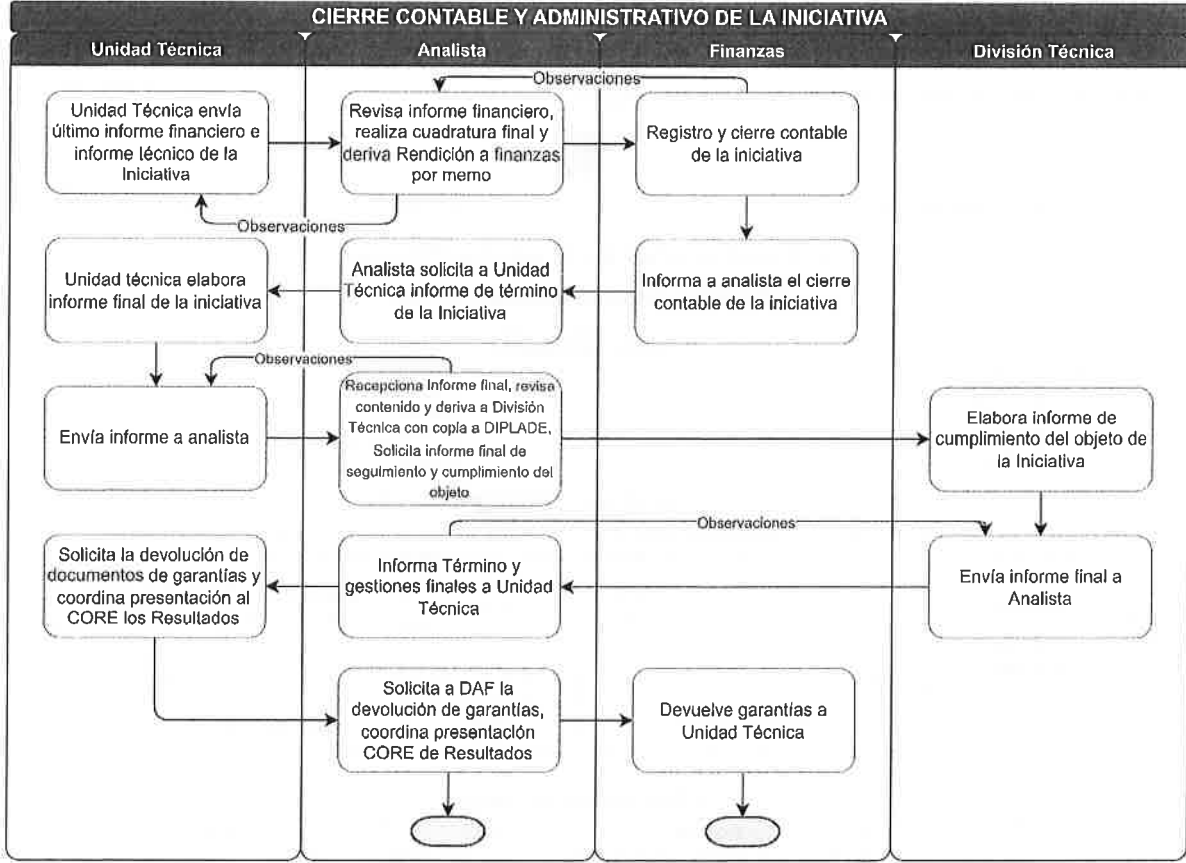 CIERRE CONTABLE Y ADMINISTRATIVO DE LA INICIATIVA
Unidad Técnica
Analista
Finanzas
División Técnica
Observaciones
Unidad Técnica envía
último informe financiero e
informe técnico de la
Iniciativa
Revisa informe financiero,
realiza cuadratura final y
deriva Rendición a finanzas
por memo
Registro y cierre contable
de la iniciativa
Observaciones
Unidad técnica elabora
informe final de la iniciativa
Analista solicita a Unidad
Técnica informe de término
de la Iniciativa
Informa a analista el cierre
contable de la iniciativa
Observaciones
Envía informe a analista
Recepciona Informe final, revisa
contenido y deriva a División
Técnica con copia a DIPLADE,
Solicita informe final de
seguimiento y cumplimiento del
objeto
Elabora informe de
cumplimiento del objeto de
la Iniciativa
Observaciones
Solicita la devolución de
documentos de garantías y
coordina presentación al
CORE los Resultados
Informa Término y
gestiones finales a Unidad
Técnica
Envía informe final a
Analista
Solicita a DAF la
devolución de garantías,
coordina presentación
CORE de Resultados
Devuelve garantías a
Unidad Técnica